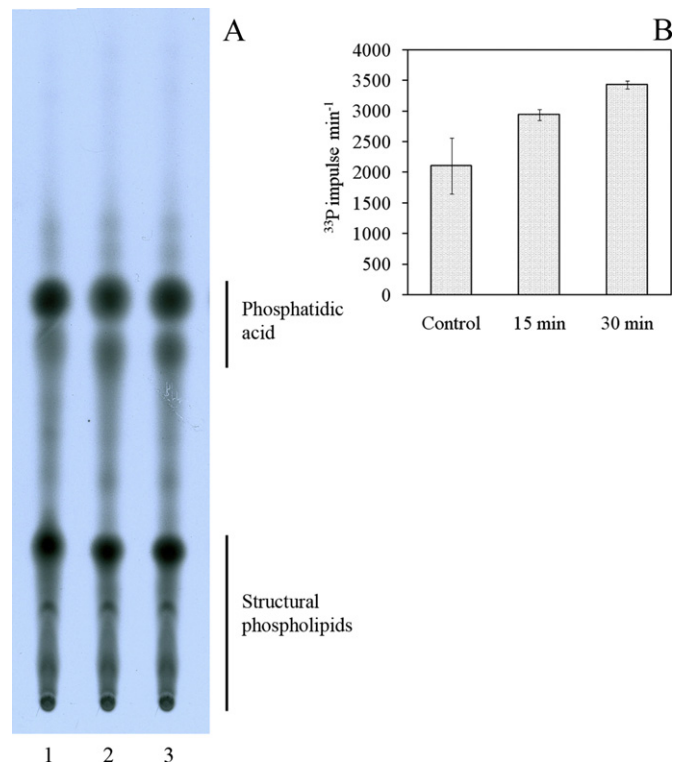 A
Phosphatidic
acid
Structural
phospholipids
1 2 3
B
³³P impulse min⁻¹
4000
3500
3000
2500
2000
1500
1000
500
0
Control 15 min 30 min